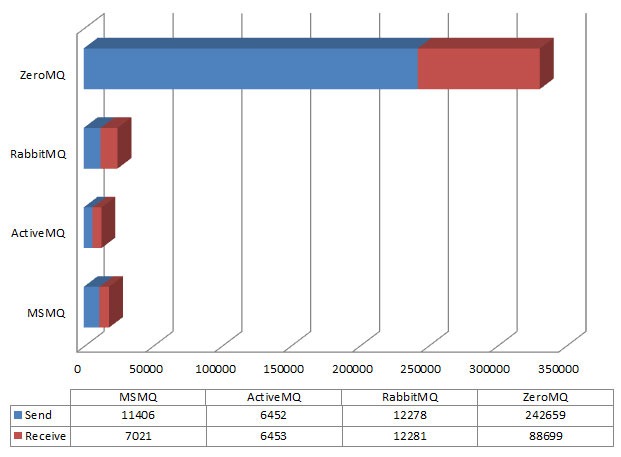 ZeroMQ
RabbitMQ
ActiveMQ
MSMQ
0 50000 100000 150000 200000 250000 300000 350000
MSMQ ActiveMQ RabbitMQ ZeroMQ
Send 11406 6452 12278 242659
Receive 7021 6453 12281 88699